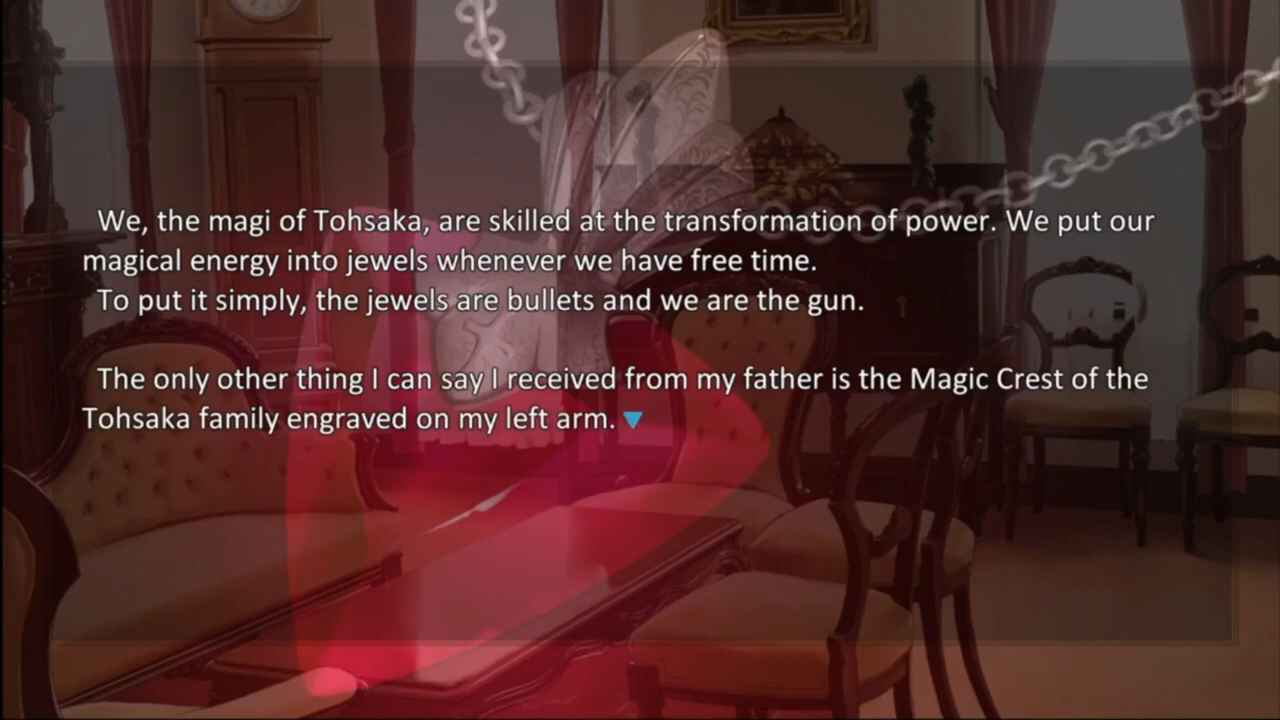 We, the magi of Tohsaka, are skilled at the transformation of power. We put our
magical energy into jewels whenever we have free time.
To put it simply, the jewels are bullets and we are the gun.
The only other thing I can say I received from my father is the Magic Crest of the
Tohsaka family engraved on my left arm.